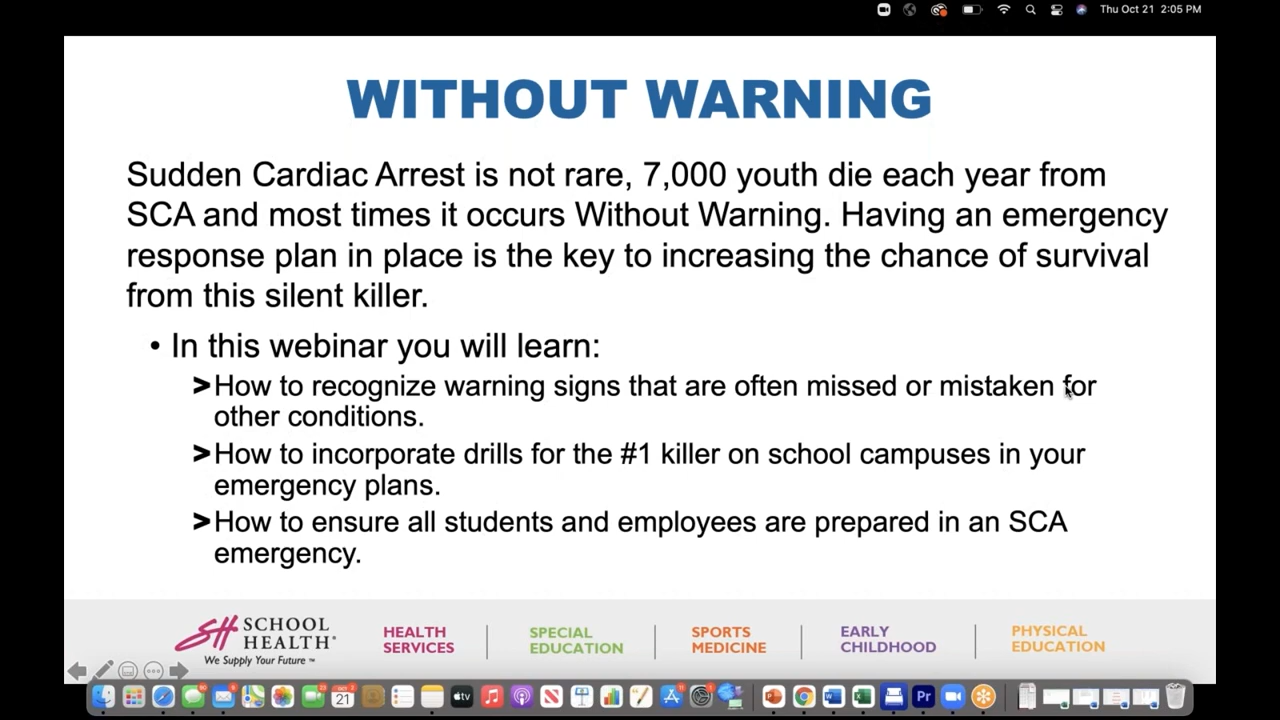 Thu Oct 21 2:05 PM
WITHOUT WARNING
Sudden Cardiac Arrest is not rare, 7,000 youth die each year from
SCA and most times it occurs Without Warning. Having an emergency
response plan in place is the key to increasing the chance of survival
from this silent killer.
• In this webinar you will learn:
>How to recognize warning signs that are often missed or mistaken for
other conditions.
>How to incorporate drills for the #1 killer on school campuses in your
emergency plans.
>How to ensure all students and employees are prepared in an SCA
emergency.
SH SCHOOL
HEALTH®
We Supply Your Future ™
HEALTH
SERVICES
SPECIAL
EDUCATION
SPORTS
MEDICINE
EARLY
CHILDHOOD
PHYSICAL
EDUCATION
21
tv
Pr